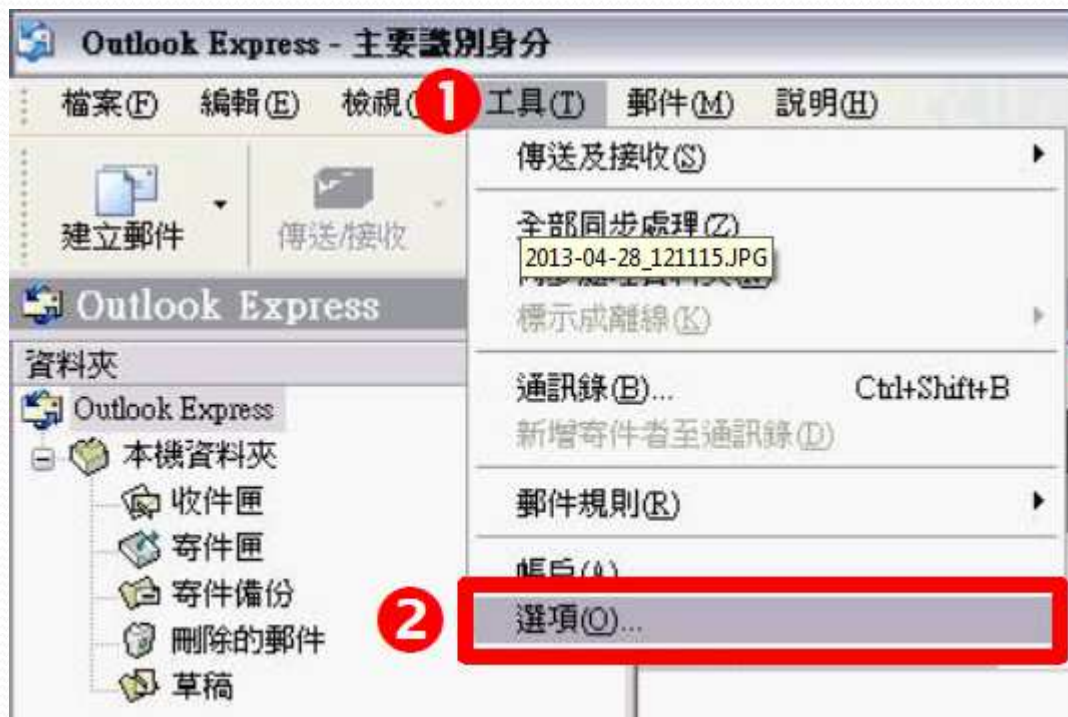 Outlook Express - 主要識別身分
檔案(F) 編輯(E) 檢視( 1 工具(T) 郵件(M) 說明(H)
建立郵件
傳送/接收
傳送及接收(S)
全部同步處理(Z)
2013-04-28_121115.JPG
標示成離線(K)
通訊錄(B)... Ctrl+Shift+B
新增寄件者至通訊錄(D)
郵件規則(R)
帳戶(A)
2 選項(O)...
Outlook Express
資料夾
Outlook Express
本機資料夾
收件匣
寄件匣
寄件備份
刪除的郵件
草稿